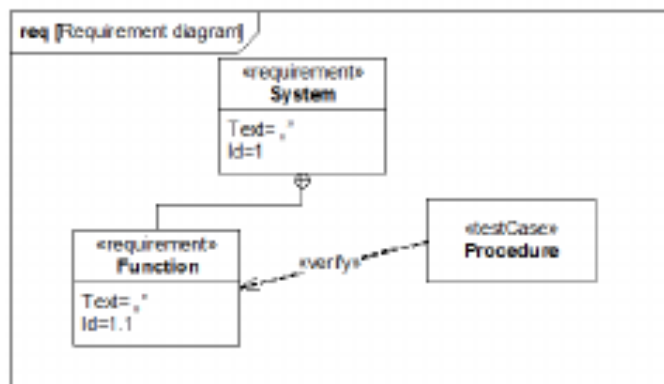 req [Requirement diagram]
«requirement»
System
Text= „"
Id=1
«requirement»
Function
Text= „"
Id=1.1
«verify»
«testCase»
Procedure